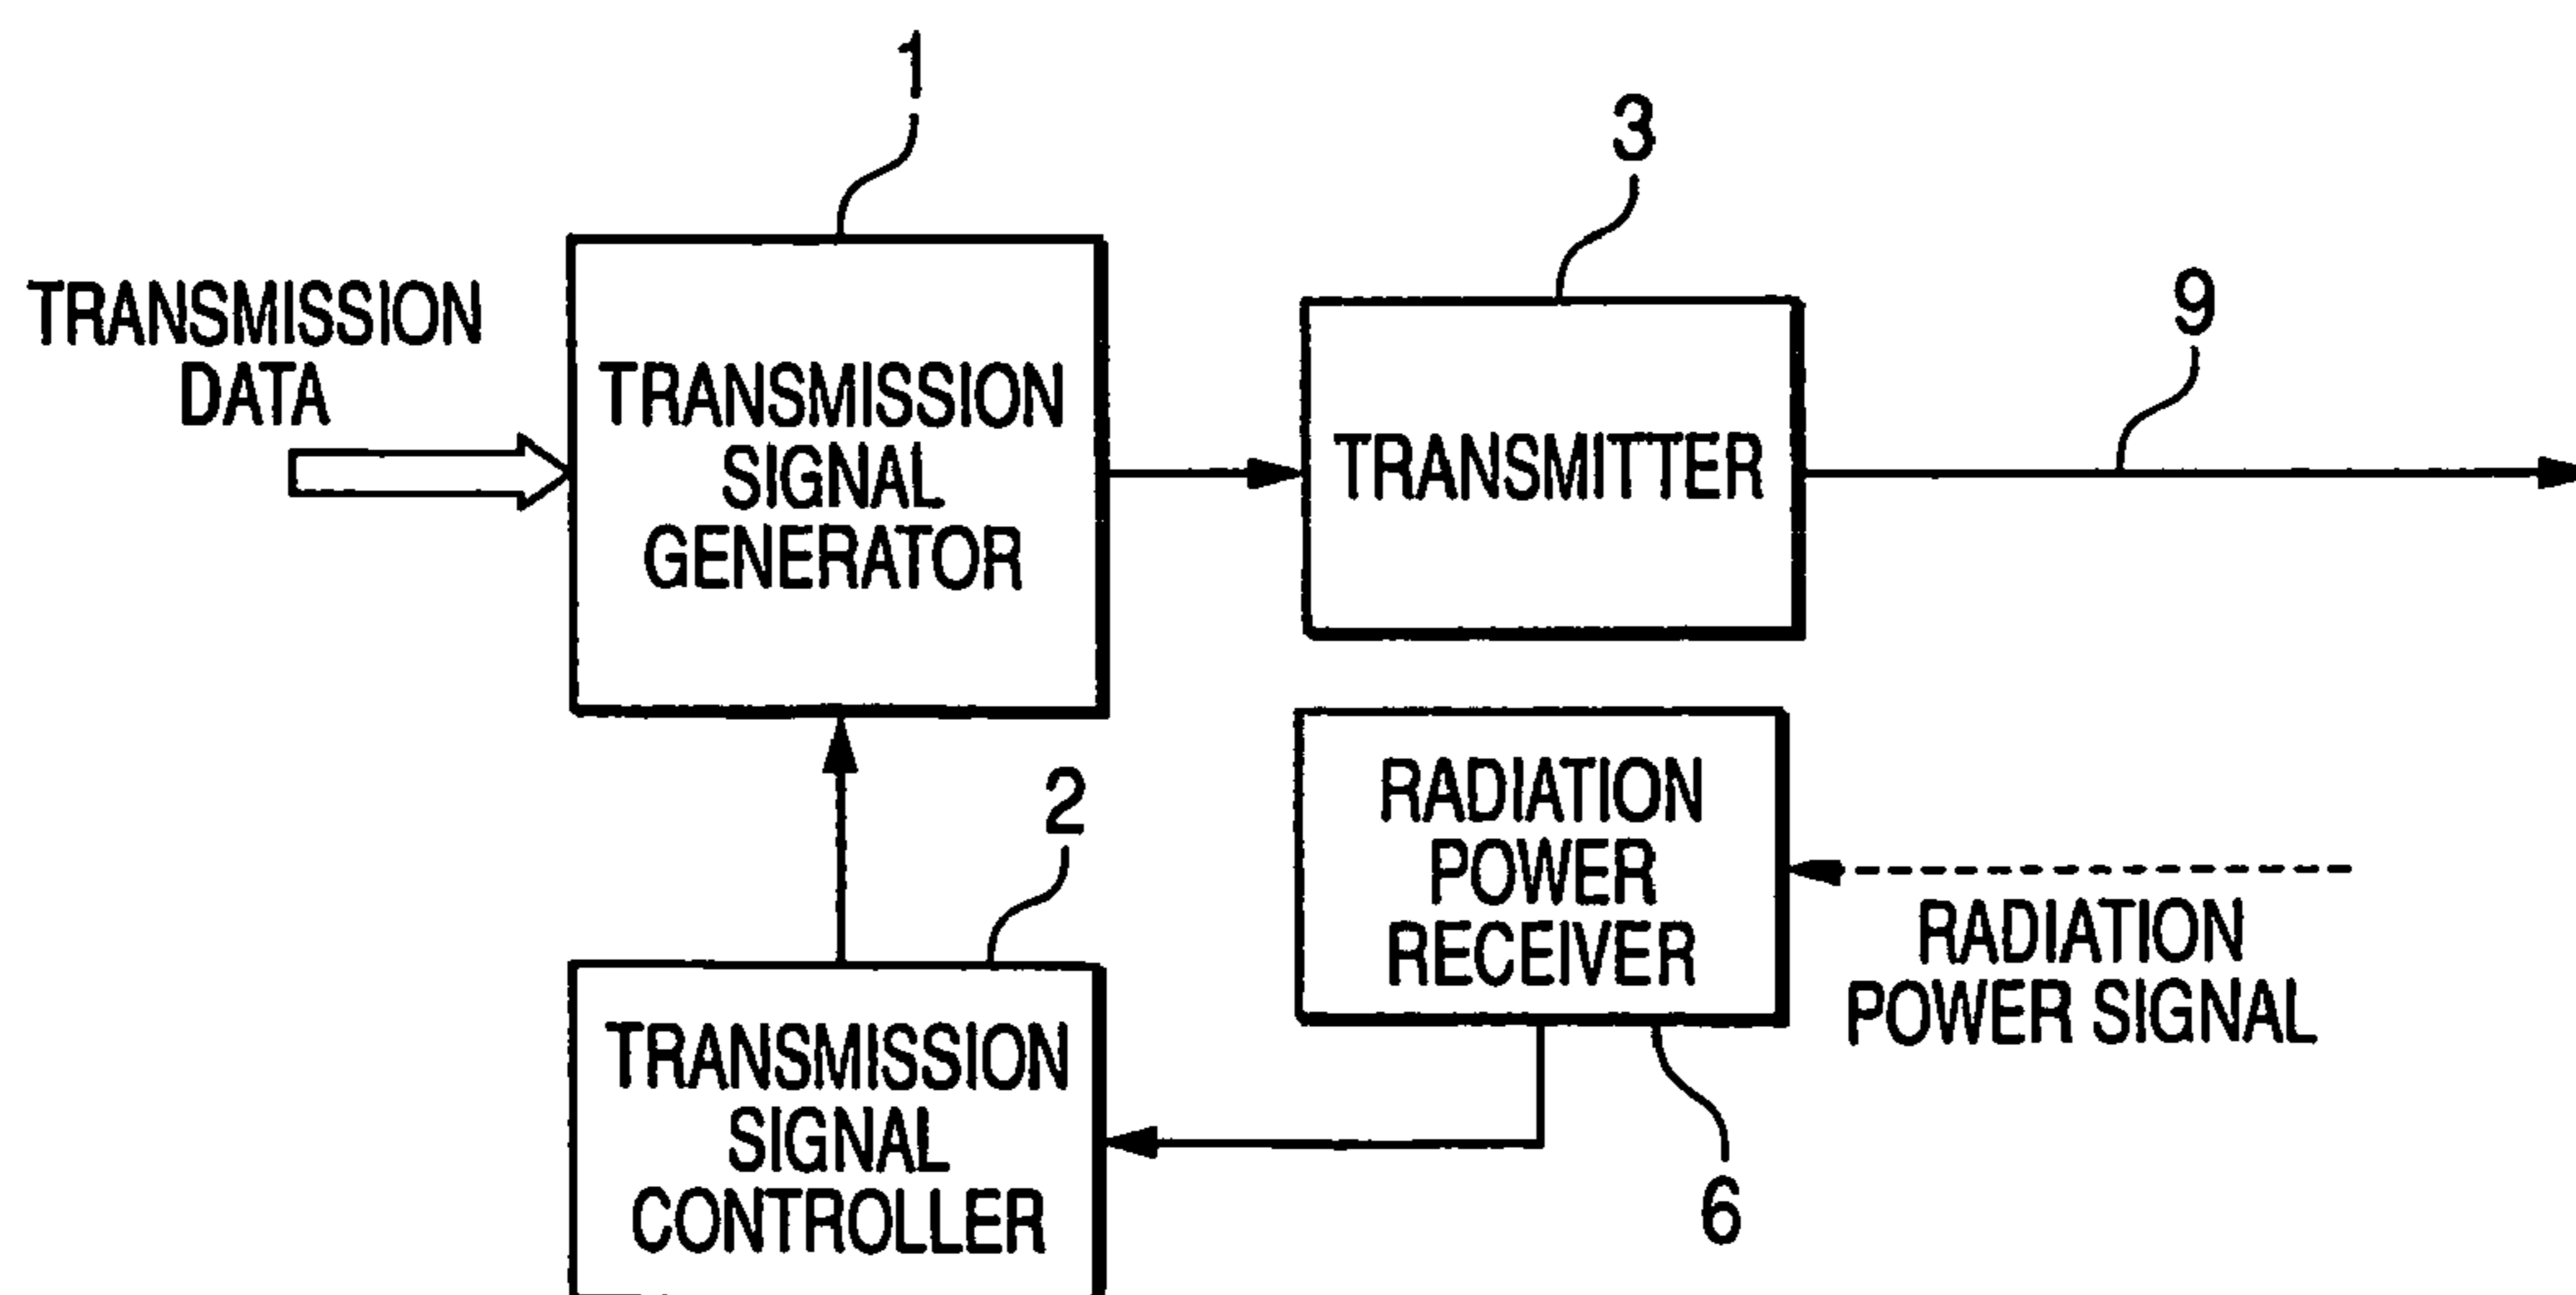 1
3
9
TRANSMISSION
DATA
TRANSMISSION
SIGNAL
GENERATOR
TRANSMITTER
2
RADIATION
POWER
RECEIVER
RADIATION
POWER SIGNAL
TRANSMISSION
SIGNAL
CONTROLLER
6